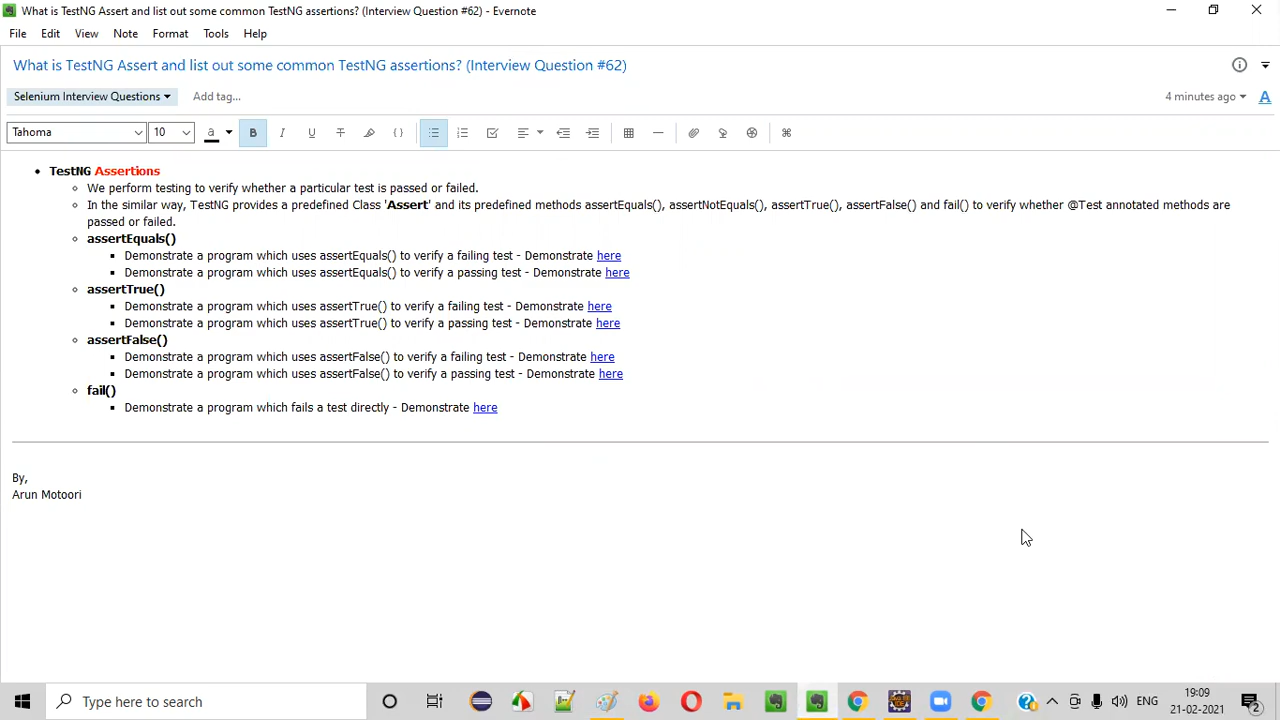 What is TestNG Assert and list out some common TestNG assertions? (Interview Question #62) - Evernote
File Edit View Note Format Tools Help
What is TestNG Assert and list out some common TestNG assertions? (Interview Question #62)
Selenium Interview Questions Add tag... 4 minutes ago
Tahoma 10 a B I U T
TestNG Assertions
We perform testing to verify whether a particular test is passed or failed.
In the similar way, TestNG provides a predefined Class 'Assert' and its predefined methods assertEquals(), assertNotEquals(), assertTrue(), assertFalse() and fail() to verify whether @Test annotated methods are
passed or failed.
assertEquals()
Demonstrate a program which uses assertEquals() to verify a failing test - Demonstrate here
Demonstrate a program which uses assertEquals() to verify a passing test - Demonstrate here
assertTrue()
Demonstrate a program which uses assertTrue() to verify a failing test - Demonstrate here
Demonstrate a program which uses assertTrue() to verify a passing test - Demonstrate here
assertFalse()
Demonstrate a program which uses assertFalse() to verify a failing test - Demonstrate here
Demonstrate a program which uses assertFalse() to verify a passing test - Demonstrate here
fail()
Demonstrate a program which fails a test directly - Demonstrate here
By,
Arun Motoori
Type here to search
ENG
19:09
21-02-2021
2